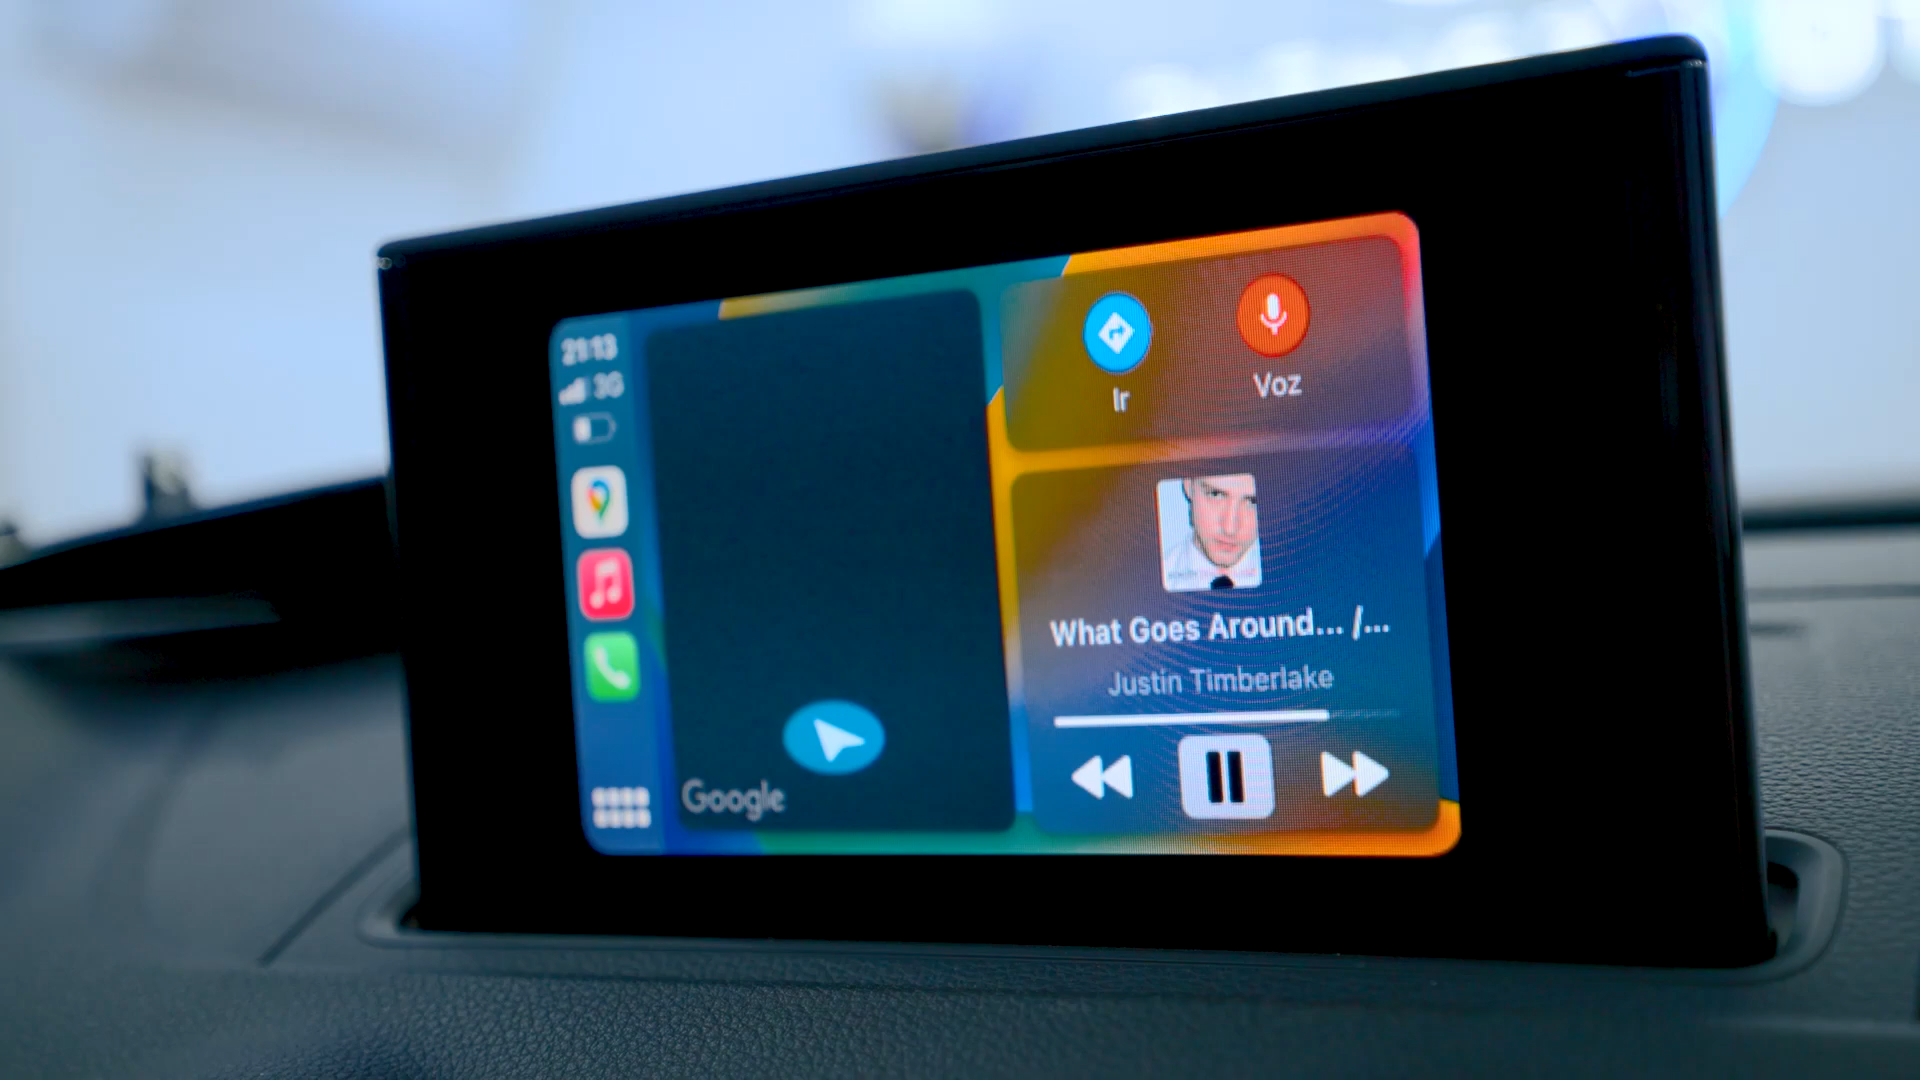 21:13
3G
Google
Ir
Voz
What Goes Around... /...
Justin Timberlake